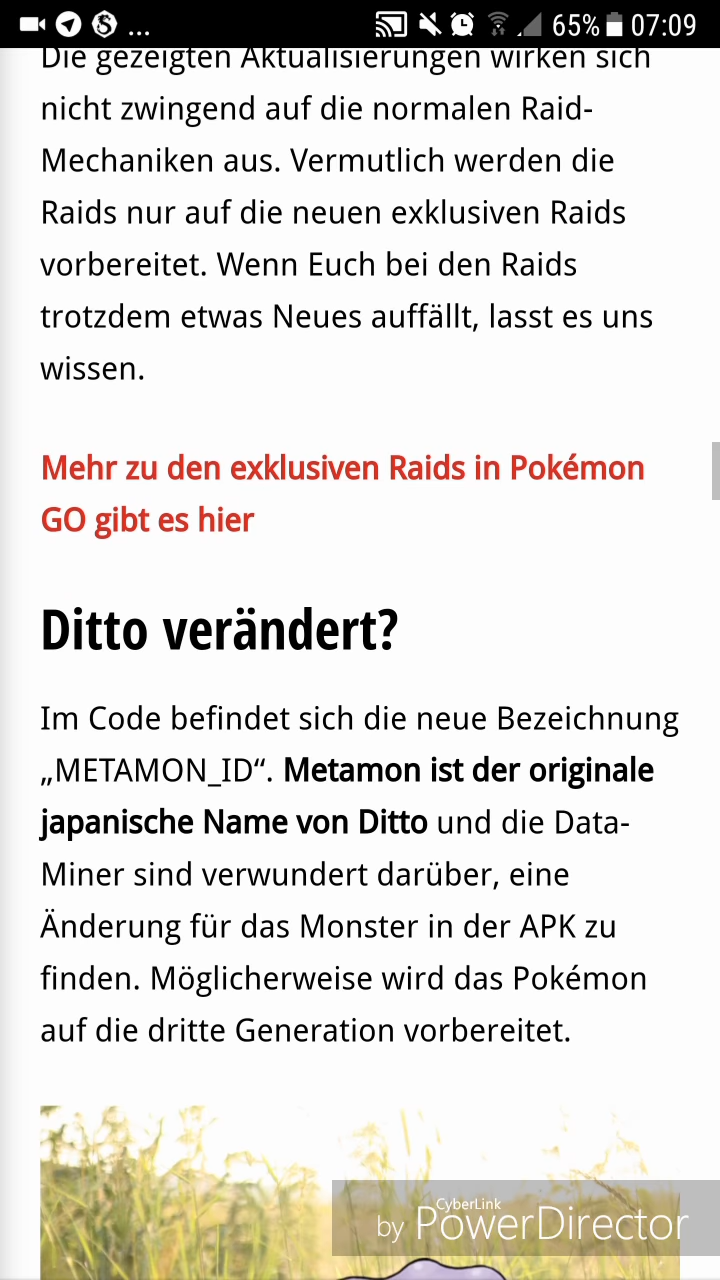 ... 65% 07:09
Die gezeigten Aktualisierungen wirken sich
nicht zwingend auf die normalen Raid-
Mechaniken aus. Vermutlich werden die
Raids nur auf die neuen exklusiven Raids
vorbereitet. Wenn Euch bei den Raids
trotzdem etwas Neues auffällt, lasst es uns
wissen.
Mehr zu den exklusiven Raids in Pokémon
GO gibt es hier
Ditto verändert?
Im Code befindet sich die neue Bezeichnung
„METAMON_ID“. Metamon ist der originale
japanische Name von Ditto und die Data-
Miner sind verwundert darüber, eine
Änderung für das Monster in der APK zu
finden. Möglicherweise wird das Pokémon
auf die dritte Generation vorbereitet.
CyberLink
by PowerDirector